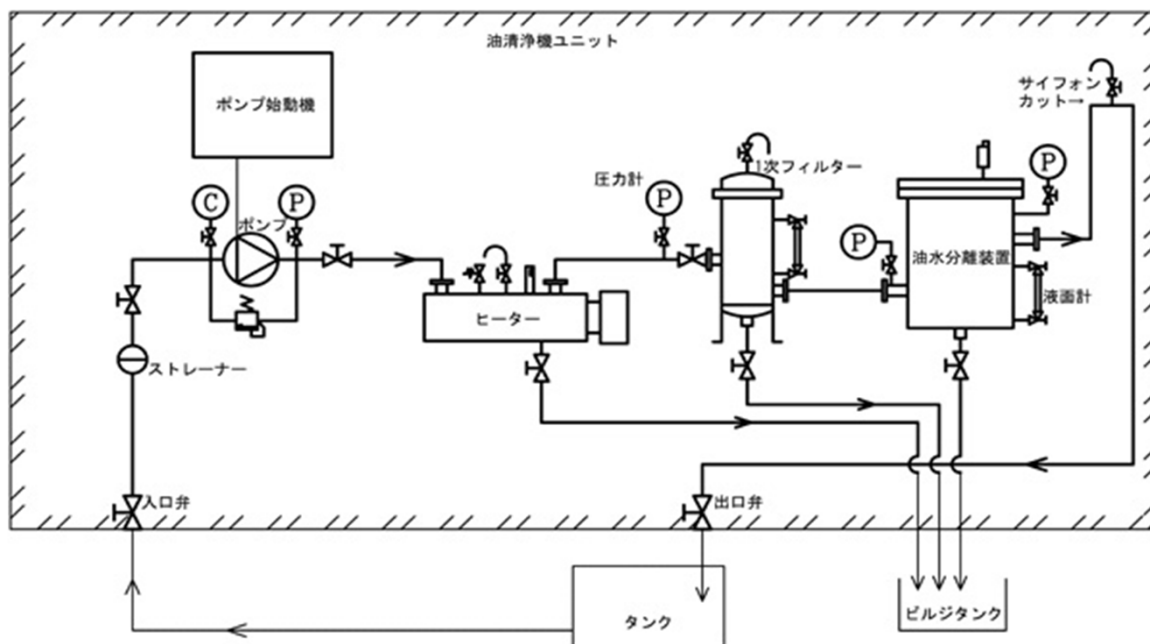 油清浄機ユニット
ポンプ始動機
サイフォン
カット→
1次フィルター
圧力計
P
C
P
P
ポンプ
P
油水分離装置
液面計
ヒーター
ストレーナー
入口弁
出口弁
タンク
ビルジタンク